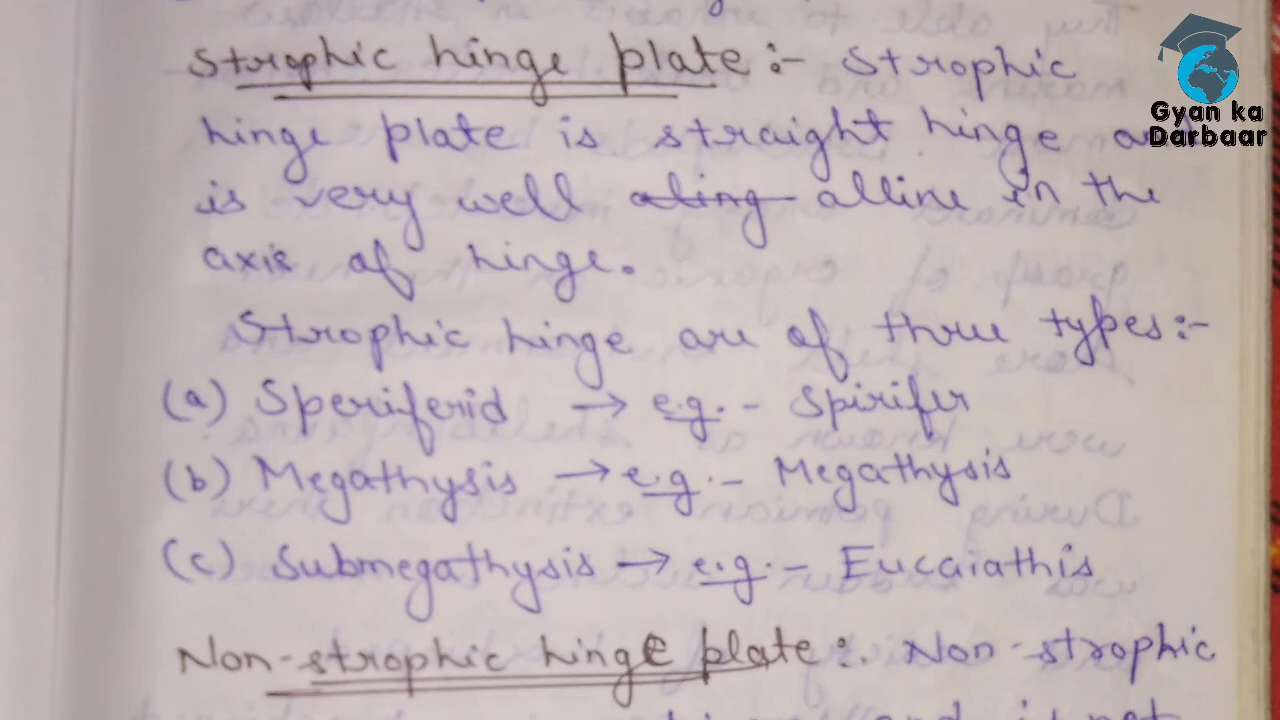 Strophic hinge plate :- Strophic
hinge plate is straight hinge
is very well aling alline in the
axis of hinge.
Strophic hinge are of three types:-
(a) Speriferid → e.g. - Spirifer
(b) Megathysis → e.g. - Megathysis
(c) Submegathysis → e.g. - Eucaiathis
Non-strophic hinge plate :. Non-strophic
and is not
Gyan ka
Darbaar